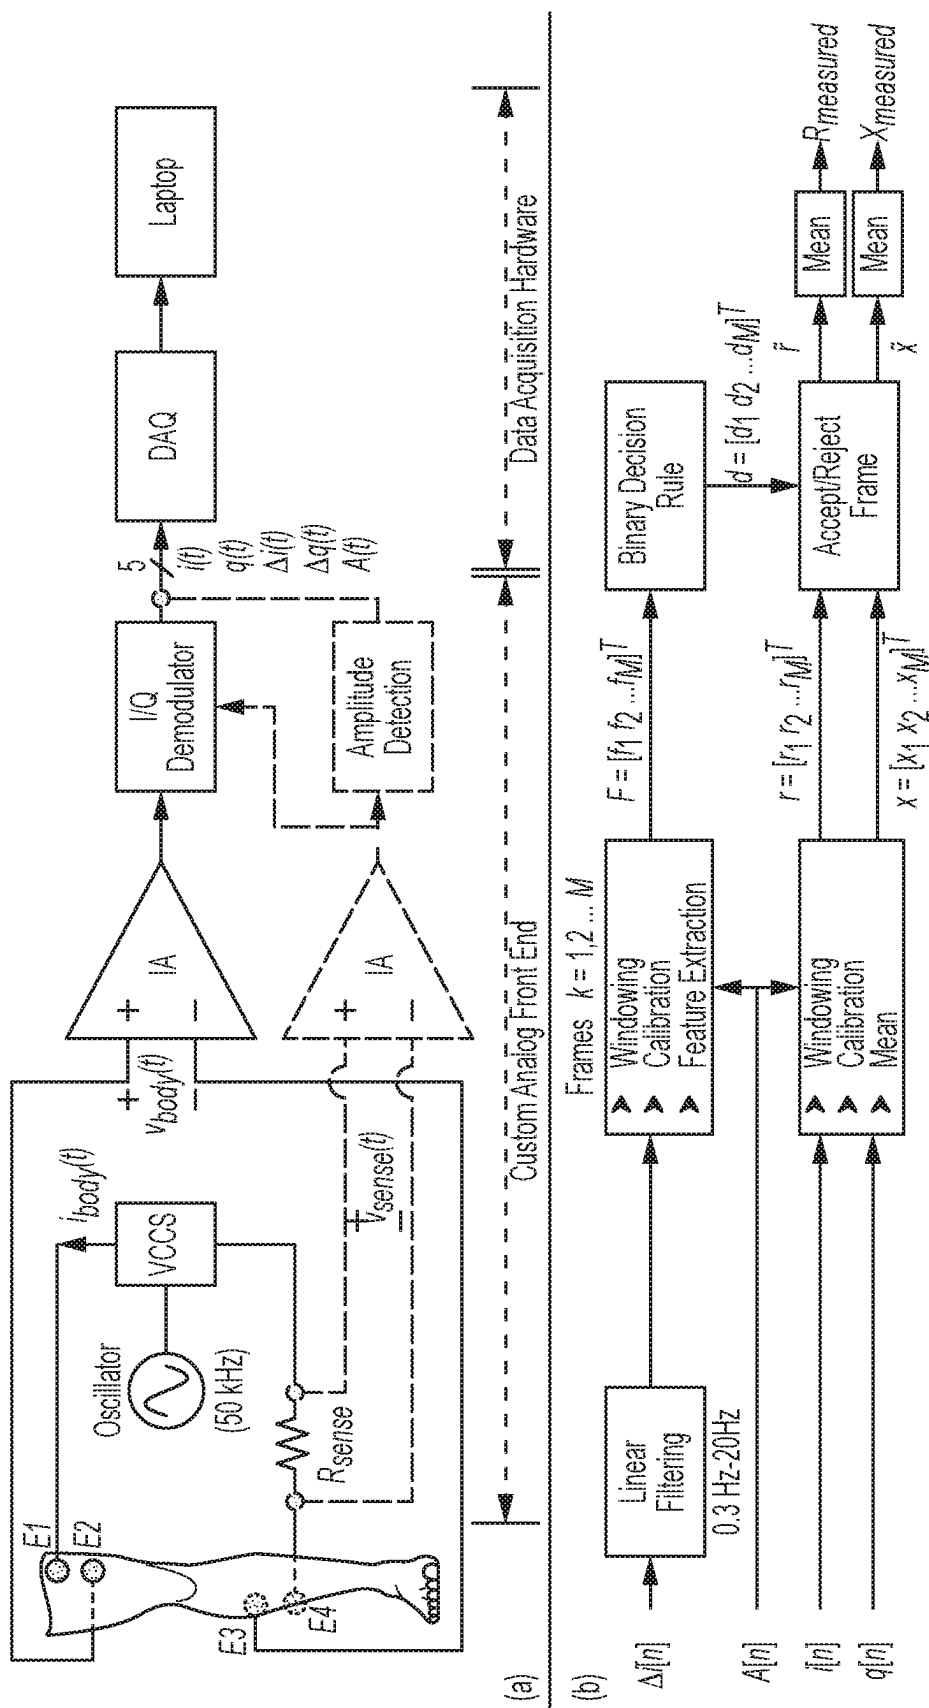 E1
E2
E3
E4
Oscillator
(50 kHz)
VCCS
i_body(t)
R_sense
+
v_body(t)
−
+
v_sense(t)
−
+
−
IA
+
−
IA
I/Q
Demodulator
Amplitude
Detection
5
i(t)
q(t)
Δi(t)
Δq(t)
A(t)
DAQ
Laptop
Custom Analog Front End
Data Acquisition Hardware
(a)
(b)
Frames k = 1,2 ... M
Δi[n]
Linear
Filtering
0.3 Hz-20Hz
Windowing
Calibration
Feature Extraction
F = [f1 f2 ...fM]^T
Binary Decision
Rule
d = [d1 d2 ...dM]^T
A[n]
i[n]
q[n]
Windowing
Calibration
Mean
r = [r1 r2 ...rM]^T
x = [x1 x2 ...xM]^T
Accept/Reject
Frame
r̃
x̃
Mean
Mean
R_measured
X_measured